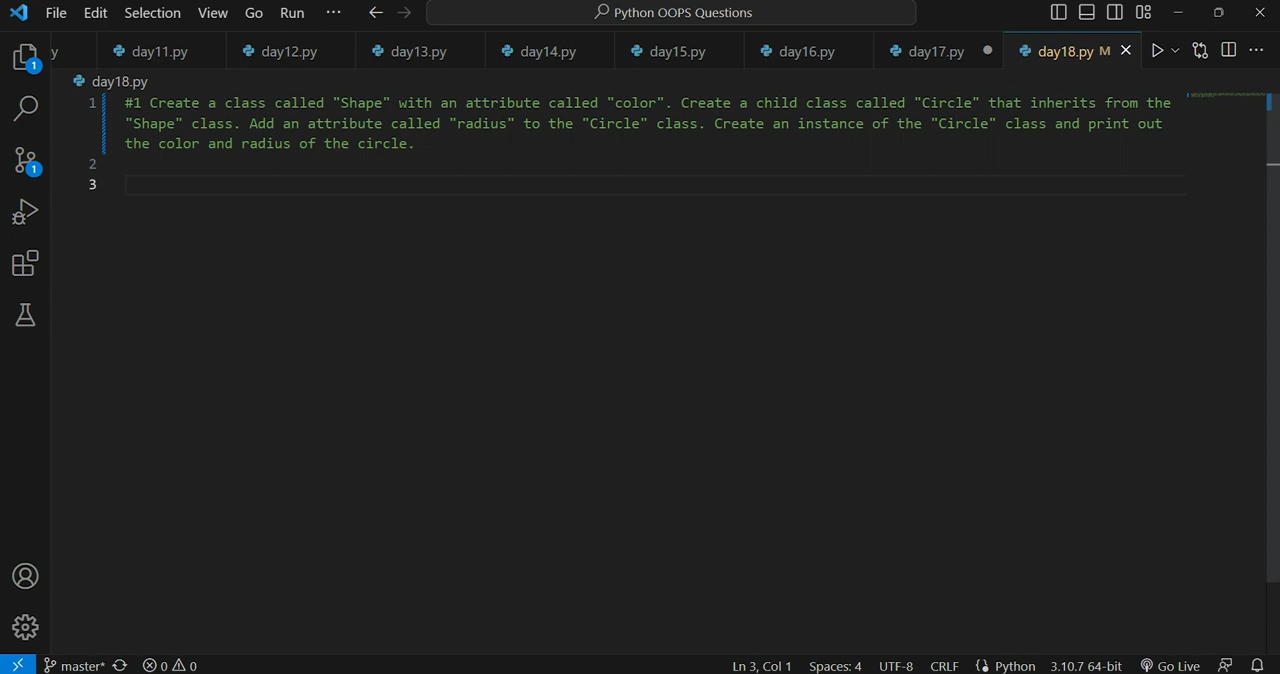 File Edit Selection View Go Run ··· Python OOPS Questions
y day11.py day12.py day13.py day14.py day15.py day16.py day17.py day18.py M
day18.py
1 #1 Create a class called "Shape" with an attribute called "color". Create a child class called "Circle" that inherits from the
"Shape" class. Add an attribute called "radius" to the "Circle" class. Create an instance of the "Circle" class and print out
the color and radius of the circle.
2
3
1
1
master* 0 0 Ln 3, Col 1 Spaces: 4 UTF-8 CRLF Python 3.10.7 64-bit Go Live